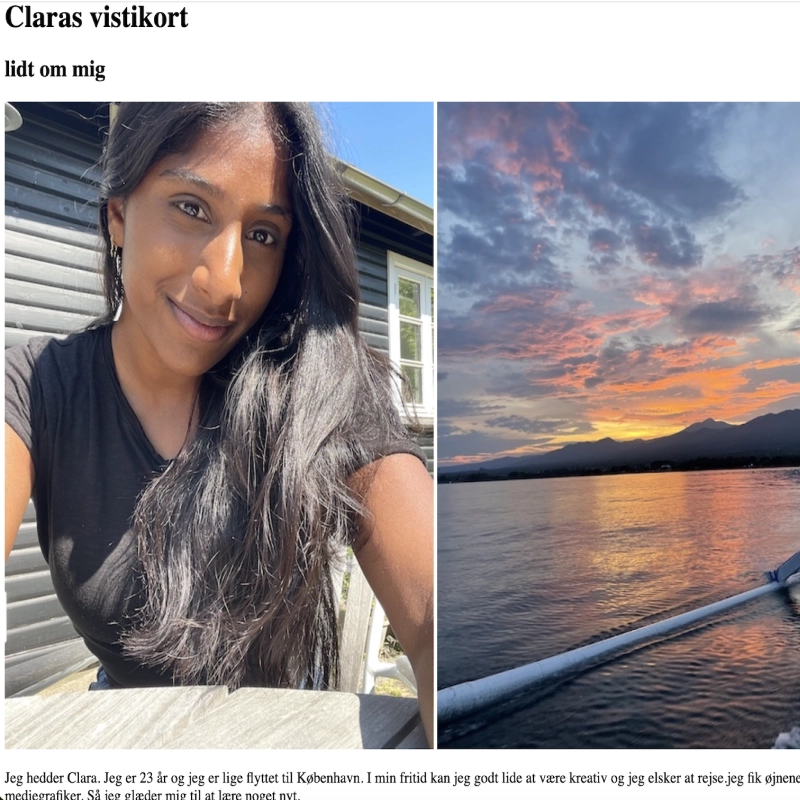 Claras vistikort
lidt om mig
Jeg hedder Clara. Jeg er 23 år og jeg er lige flyttet til København. I min fritid kan jeg godt lide at være kreativ og jeg elsker at rejse.jeg fik øjnene
mediegrafiker. Så jeg glæder mig til at lære noget nyt.